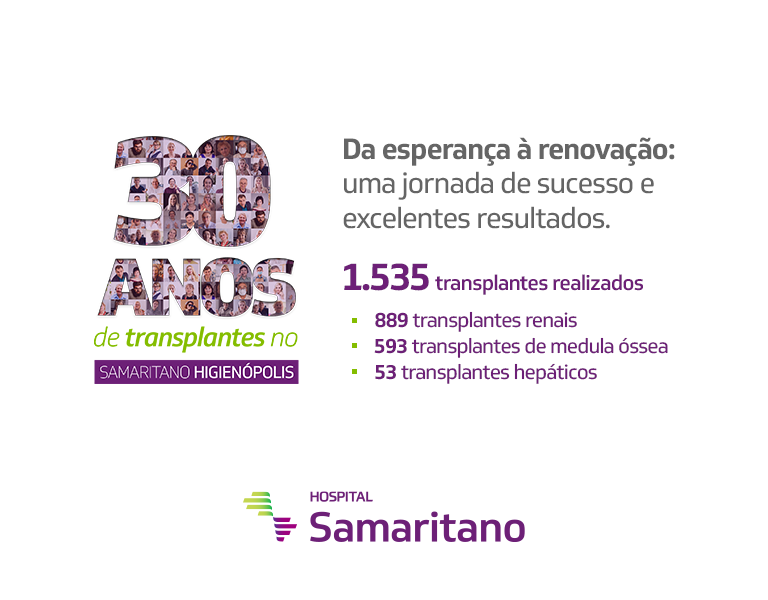 30
ANOS
de transplantes no
SAMARITANO HIGIENÓPOLIS
Da esperança à renovação:
uma jornada de sucesso e
excelentes resultados.
1.535 transplantes realizados
889 transplantes renais
593 transplantes de medula óssea
53 transplantes hepáticos
HOSPITAL
Samaritano